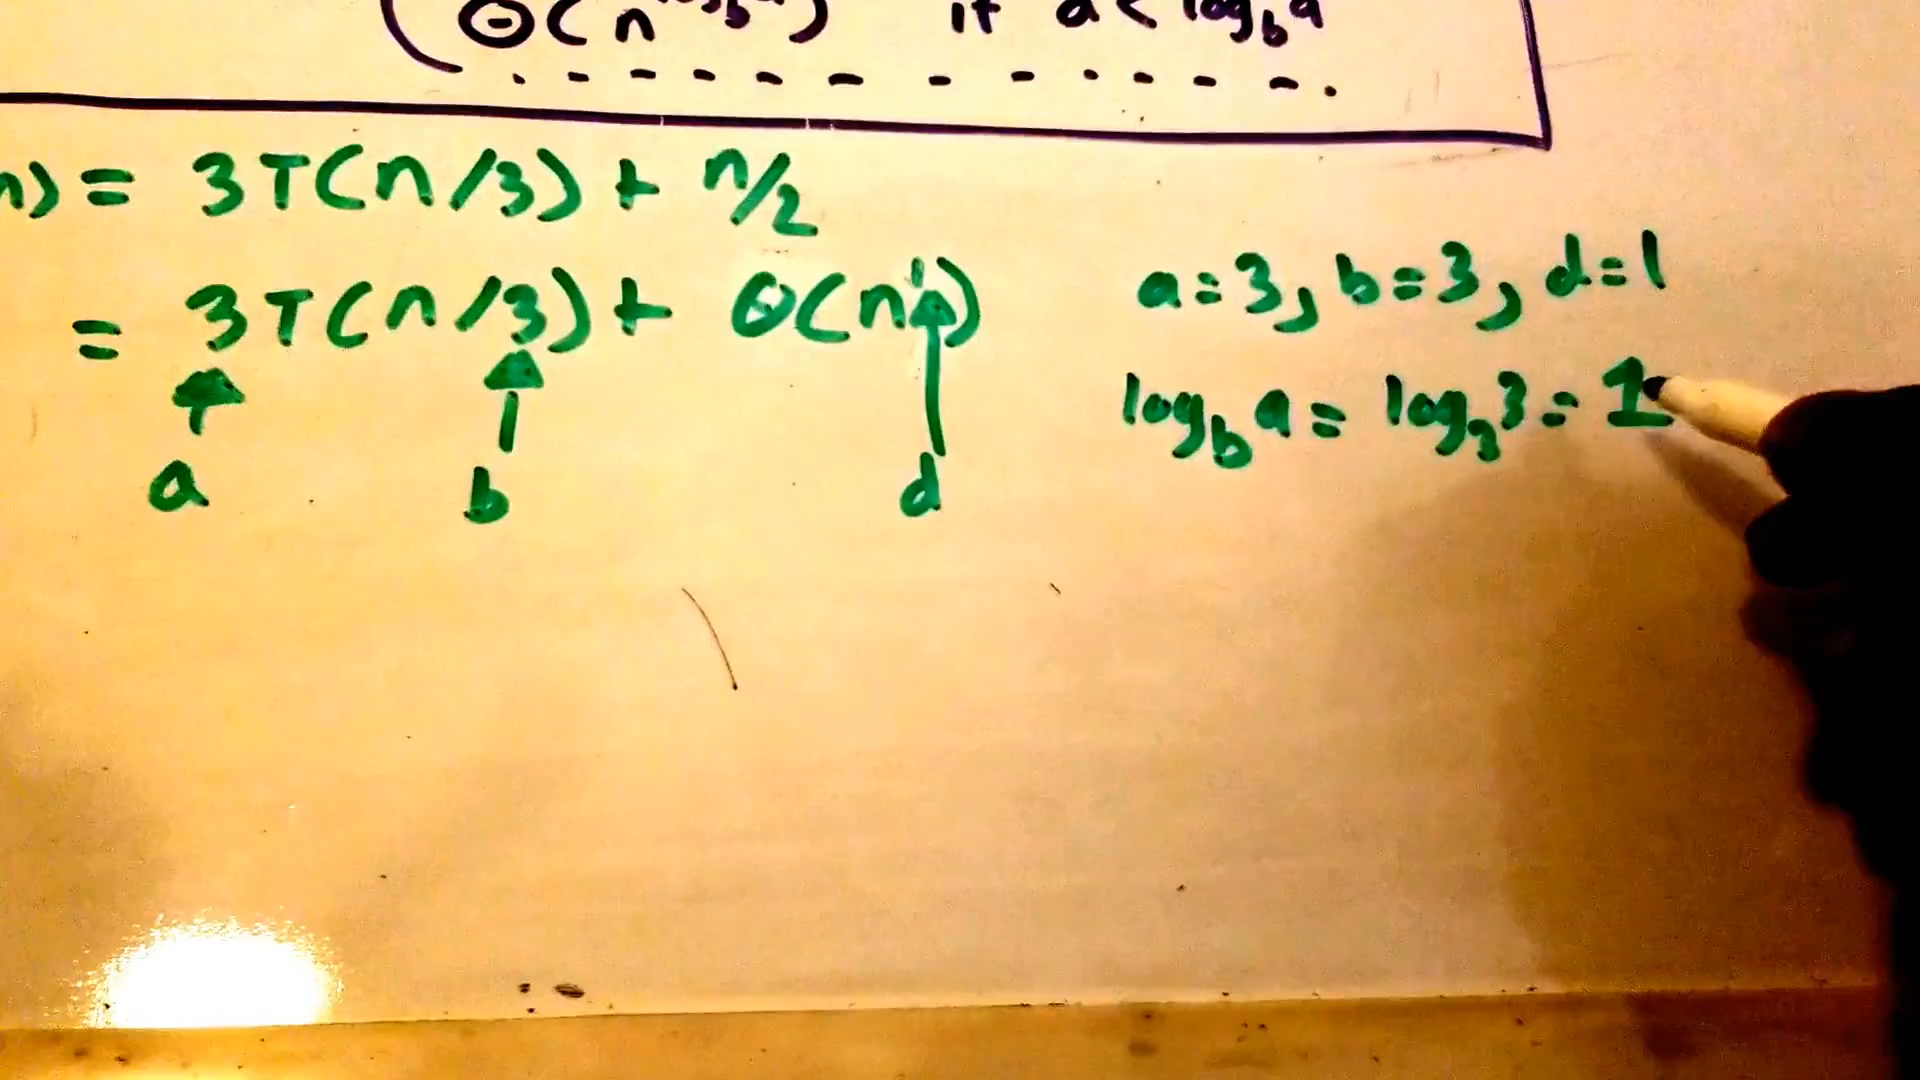 Θ(n^log_b a) if d < log_b a
n) = 3T(n/3) + n/2
= 3T(n/3) + Θ(n^1)
a b d
a=3, b=3, d=1
log_b a = log_3 3 = 1